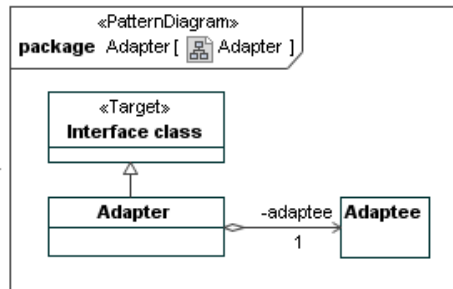 «PatternDiagram»
package Adapter [ Adapter ]
«Target»
Interface class
Adapter
-adaptee
1
Adaptee